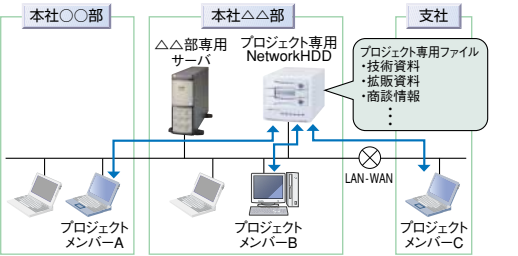 本社○○部
本社△△部
支社
△△部専用
サーバ
プロジェクト専用
NetworkHDD
プロジェクト専用ファイル
・技術資料
・拡販資料
・商談情報
⋮
LAN-WAN
プロジェクト
メンバーA
プロジェクト
メンバーB
プロジェクト
メンバーC